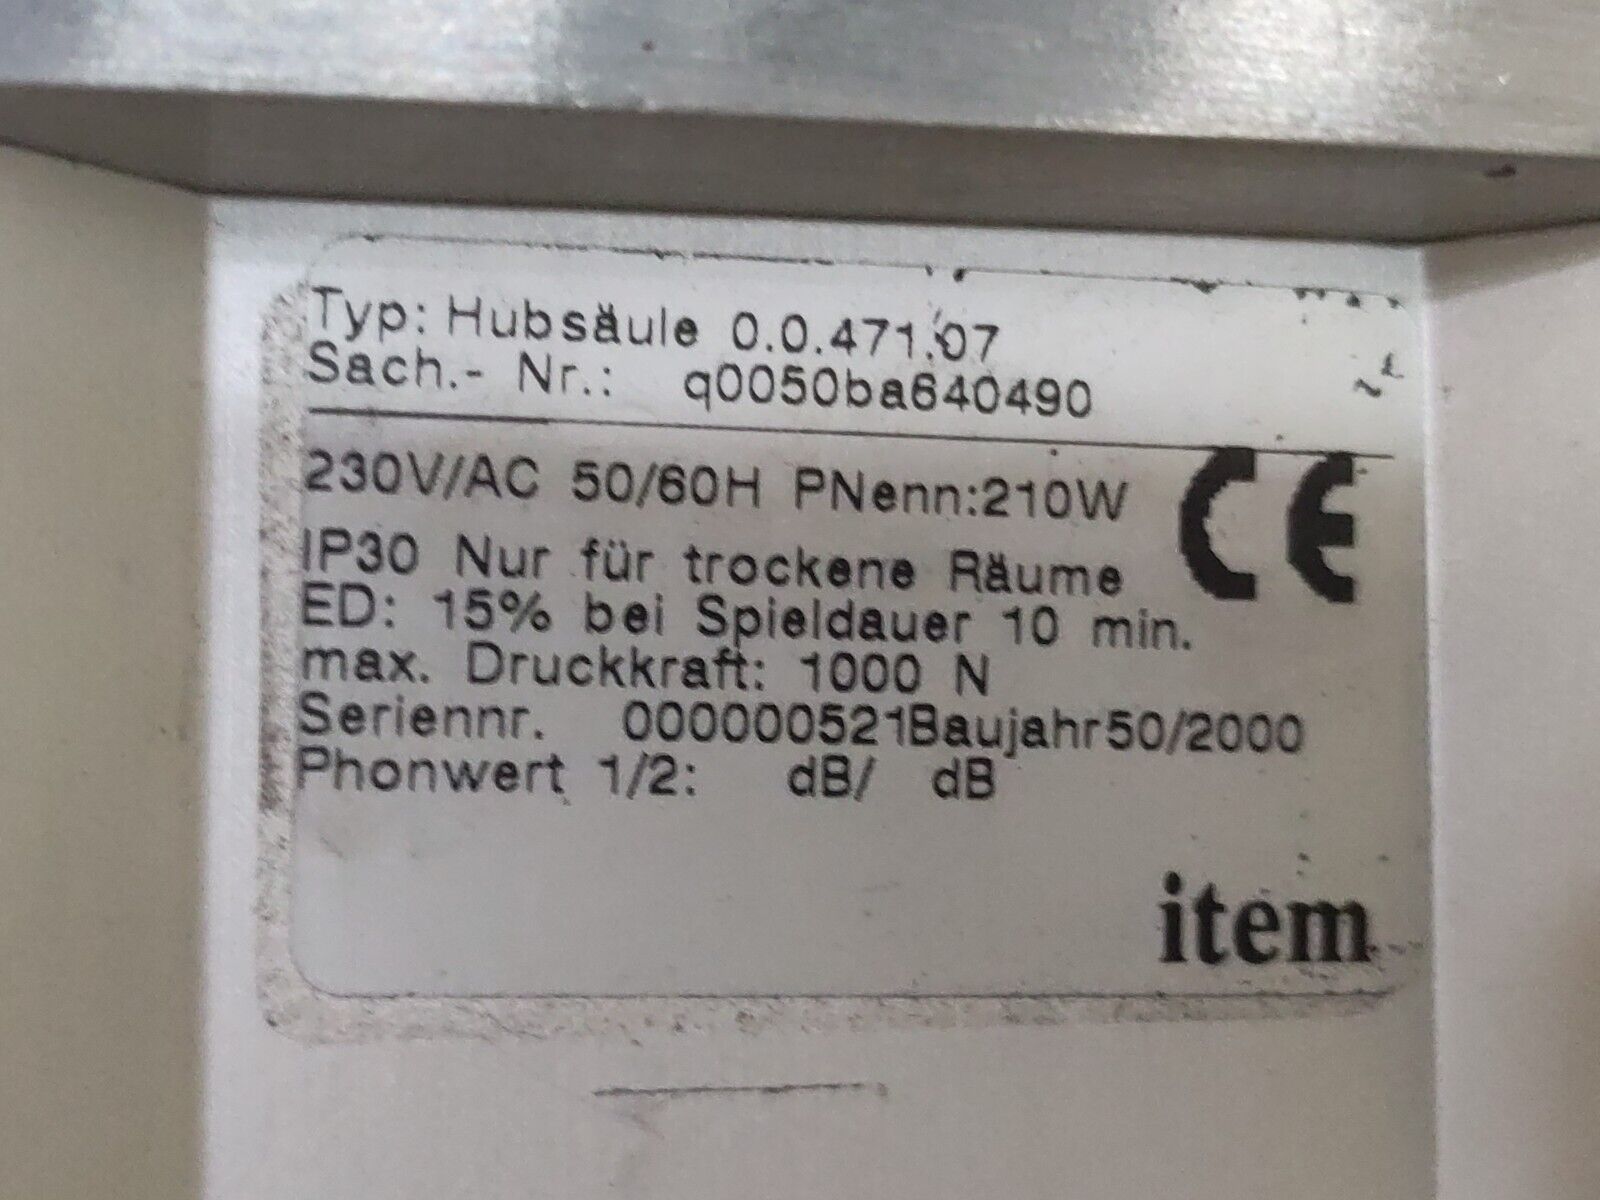 Typ: Hubsäule 0.0.471.07
Sach.- Nr.: q0050ba640490
230V/AC 50/60H PNenn:210W
CE
IP30 Nur für trockene Räume
ED: 15% bei Spieldauer 10 min.
max. Druckkraft: 1000 N
Seriennr. 000000521Baujahr50/2000
Phonwert 1/2: dB/ dB
item